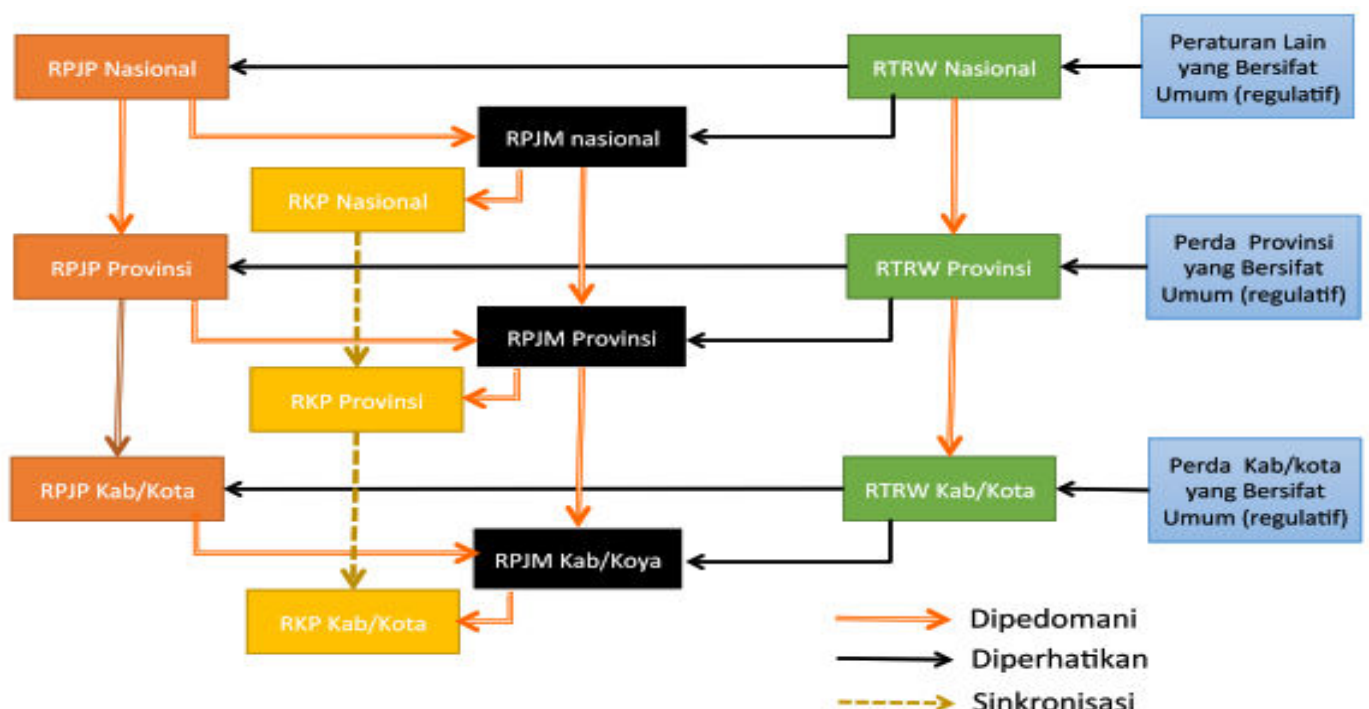 RPJP Nasional
RTRW Nasional
Peraturan Lain
yang Bersifat
Umum (regulatif)
RPJM nasional
RKP Nasional
RPJP Provinsi
RTRW Provinsi
Perda Provinsi
yang Bersifat
Umum (regulatif)
RPJM Provinsi
RKP Provinsi
RPJP Kab/Kota
RTRW Kab/Kota
Perda Kab/kota
yang Bersifat
Umum (regulatif)
RPJM Kab/Koya
RKP Kab/Kota
Dipedomani
Diperhatikan
Sinkronisasi